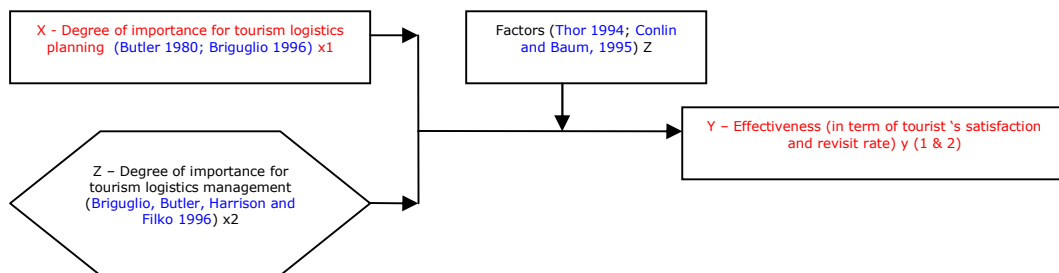 X - Degree of importance for tourism logistics
planning (Butler 1980; Briguglio 1996) x1
Factors (Thor 1994; Conlin
and Baum, 1995) Z
Y – Effectiveness (in term of tourist ‘s satisfaction
and revisit rate) y (1 & 2)
Z – Degree of importance for
tourism logistics management
(Briguglio, Butler, Harrison and
Filko 1996) x2